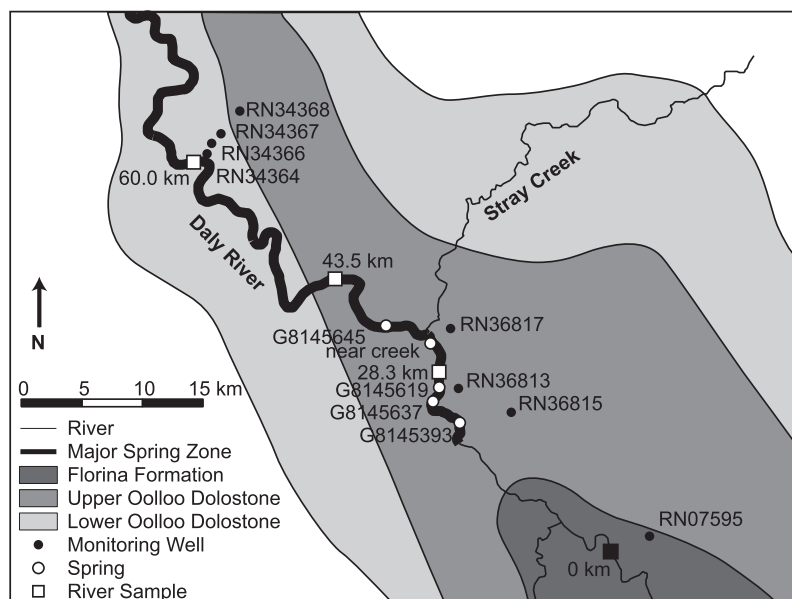 RN34368
RN34367
RN34366
RN34364
60.0 km
Stray Creek
Daly River
43.5 km
N
G8145645
RN36817
near creek
28.3 km
G8145619
RN36813
G8145637
RN36815
G8145393
0 5 10 15 km
River
Major Spring Zone
Florina Formation
Upper Oolloo Dolostone
Lower Oolloo Dolostone
Monitoring Well
Spring
River Sample
RN07595
0 km